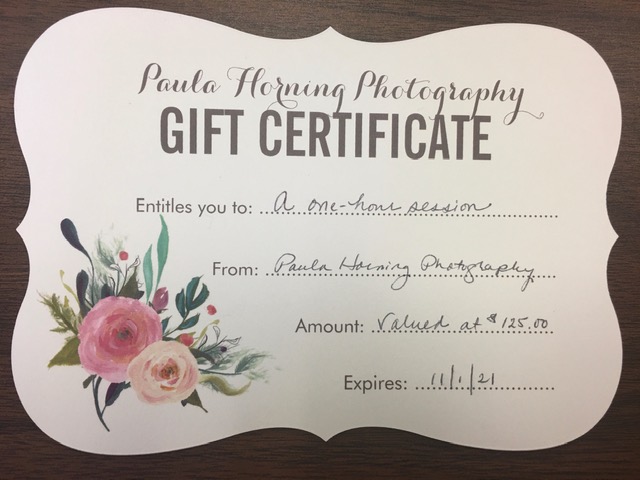 Paula Horning Photography
GIFT CERTIFICATE
Entitles you to: A one-hour session
From: Paula Horning Photography
Amount: Valued at $125.00
Expires: 11/1/21